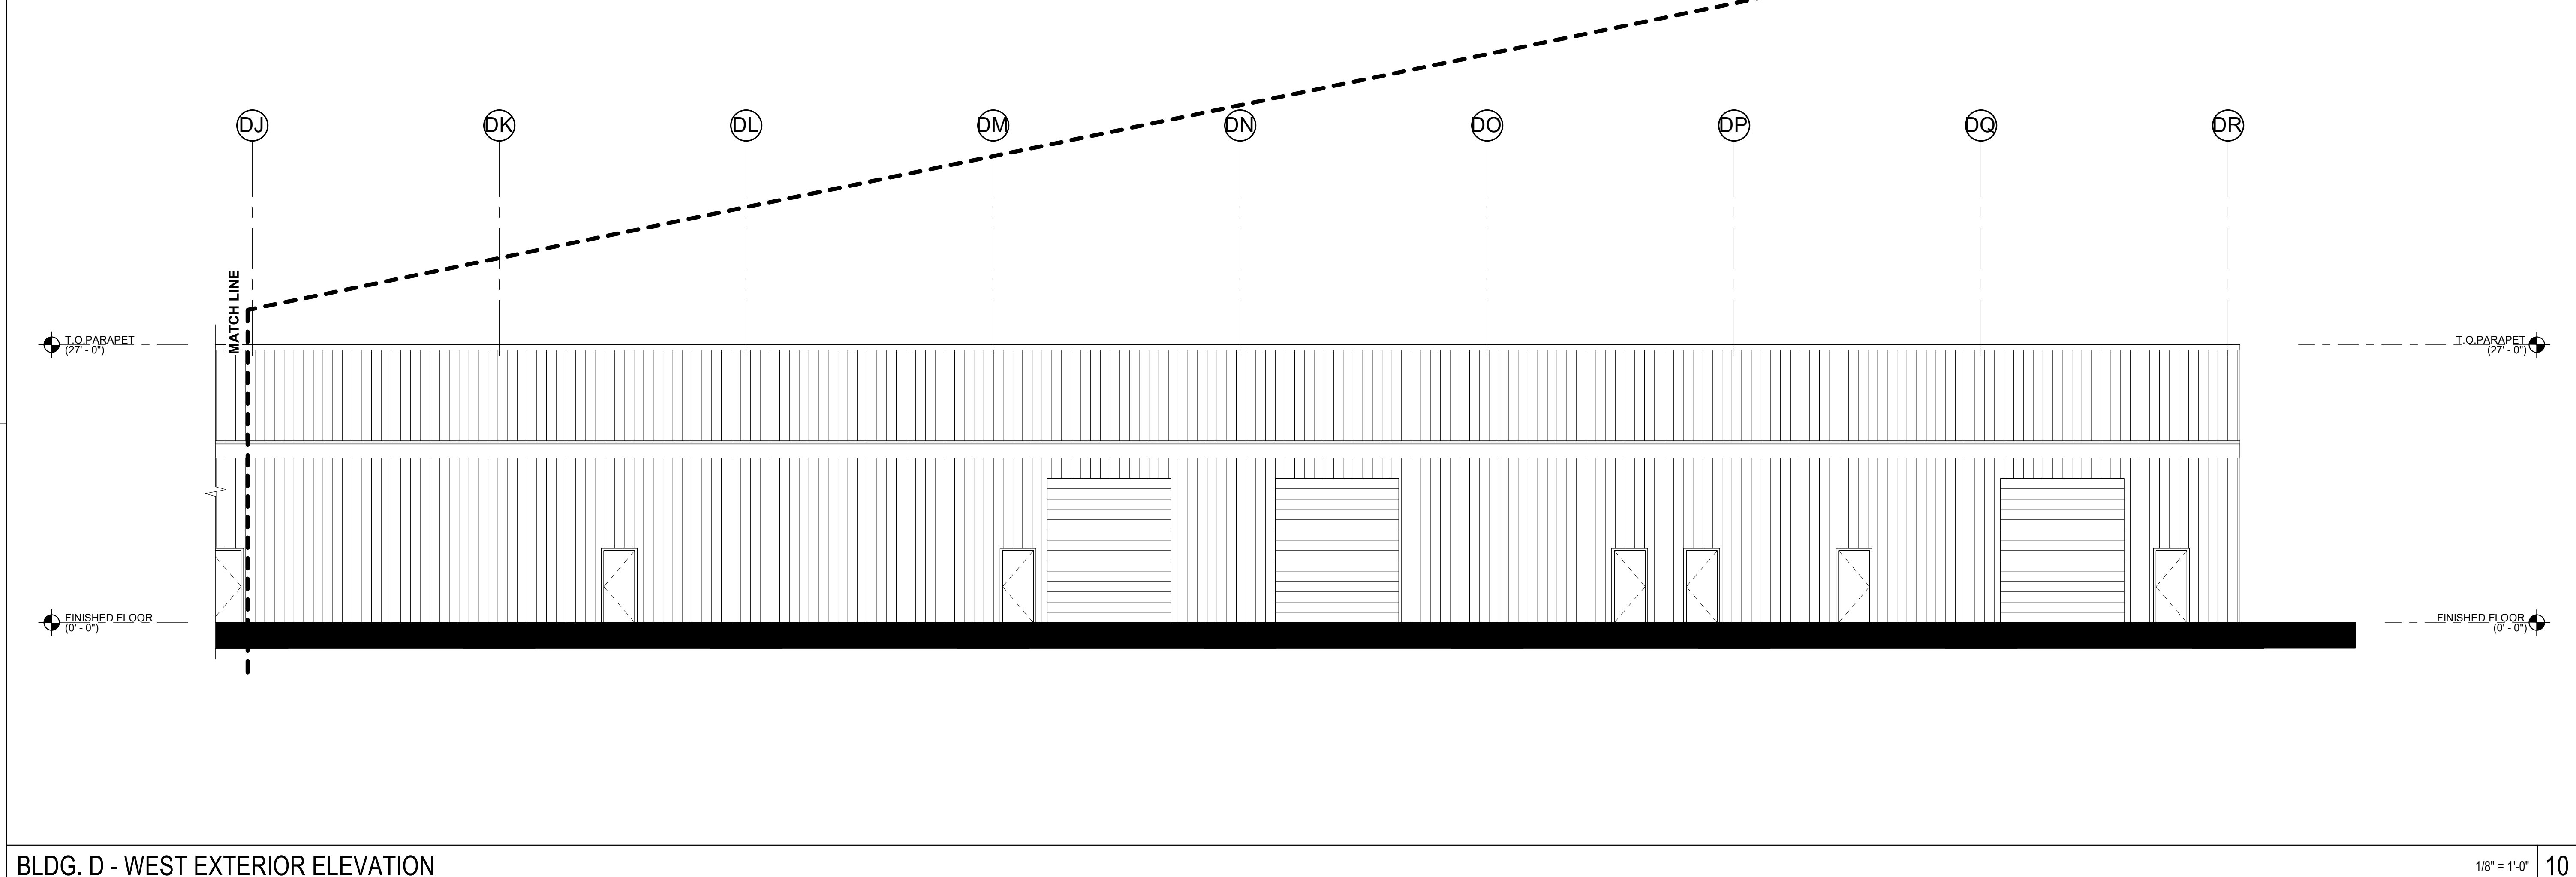 DJ
DK
DL
DM
DN
DO
DP
DQ
DR
MATCH LINE
T.O.PARAPET
(27' - 0")
T.O.PARAPET
(27' - 0")
FINISHED FLOOR
(0' - 0")
FINISHED FLOOR
(0' - 0")
BLDG. D - WEST EXTERIOR ELEVATION
1/8" = 1'-0"
10